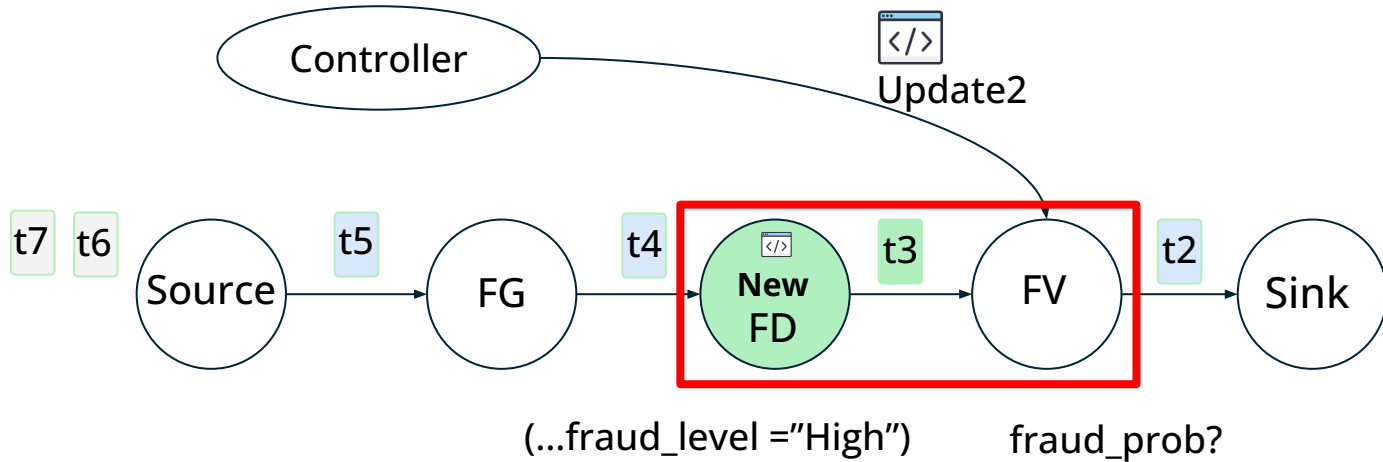 Controller
</>
Update2
t7
t6
t5
t4
t3
t2
Source
FG
</>
New
FD
FV
Sink
(...fraud_level =”High”)
fraud_prob?